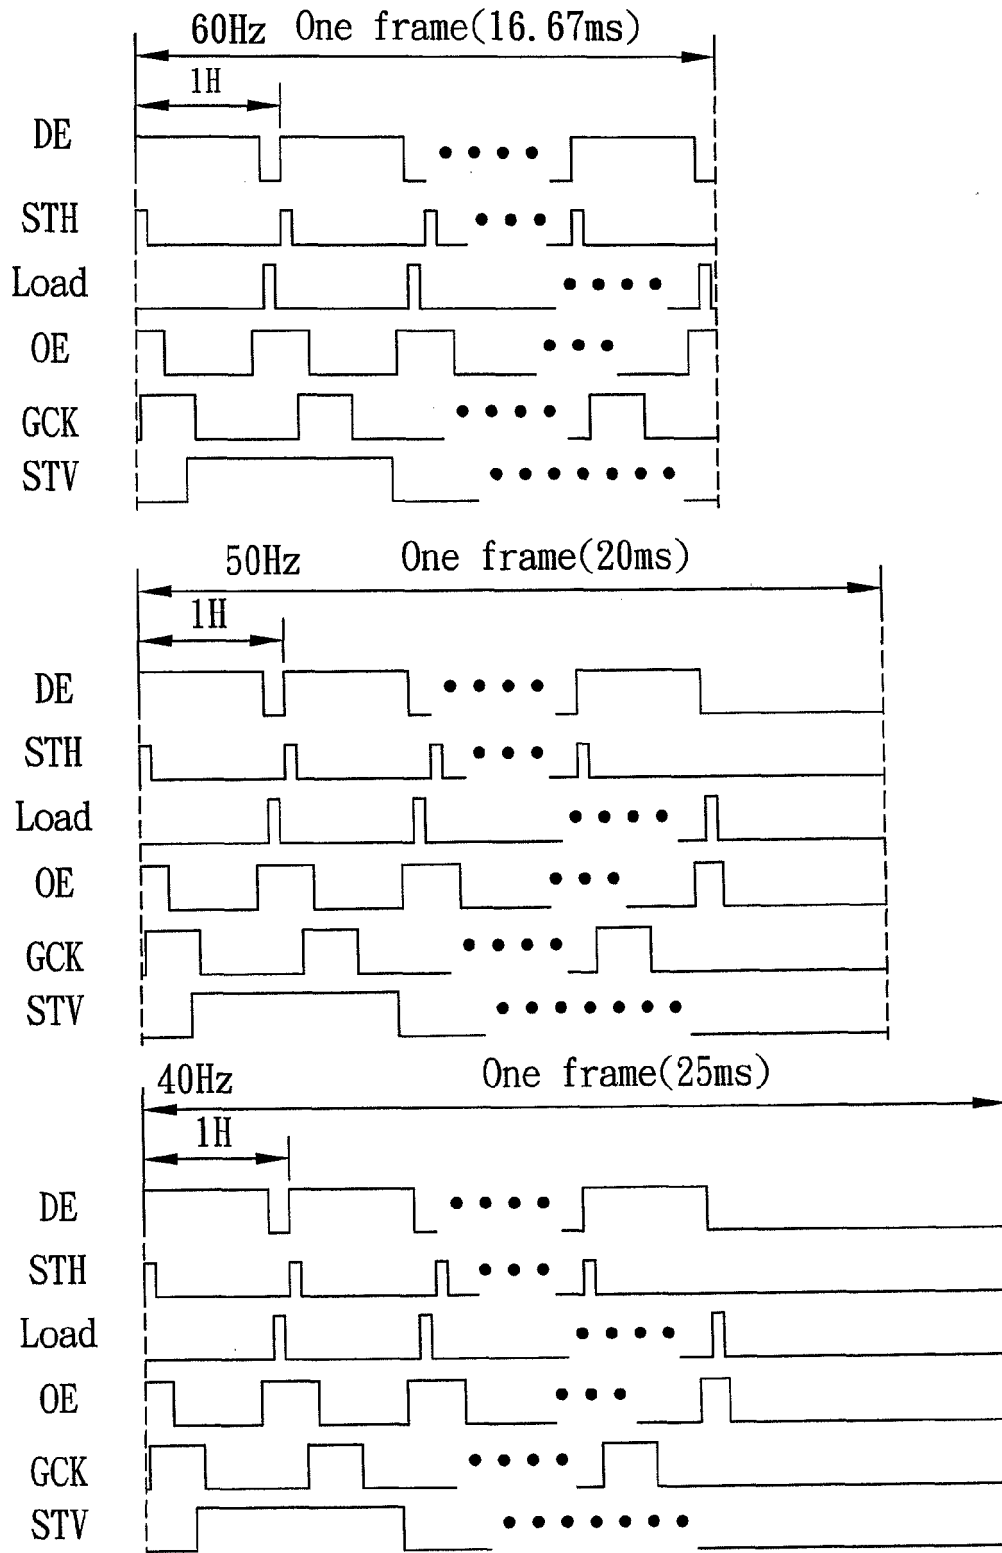 60Hz One frame(16.67ms)
1H
DE
STH
Load
OE
GCK
STV
50Hz One frame(20ms)
1H
DE
STH
Load
OE
GCK
STV
40Hz One frame(25ms)
1H
DE
STH
Load
OE
GCK
STV